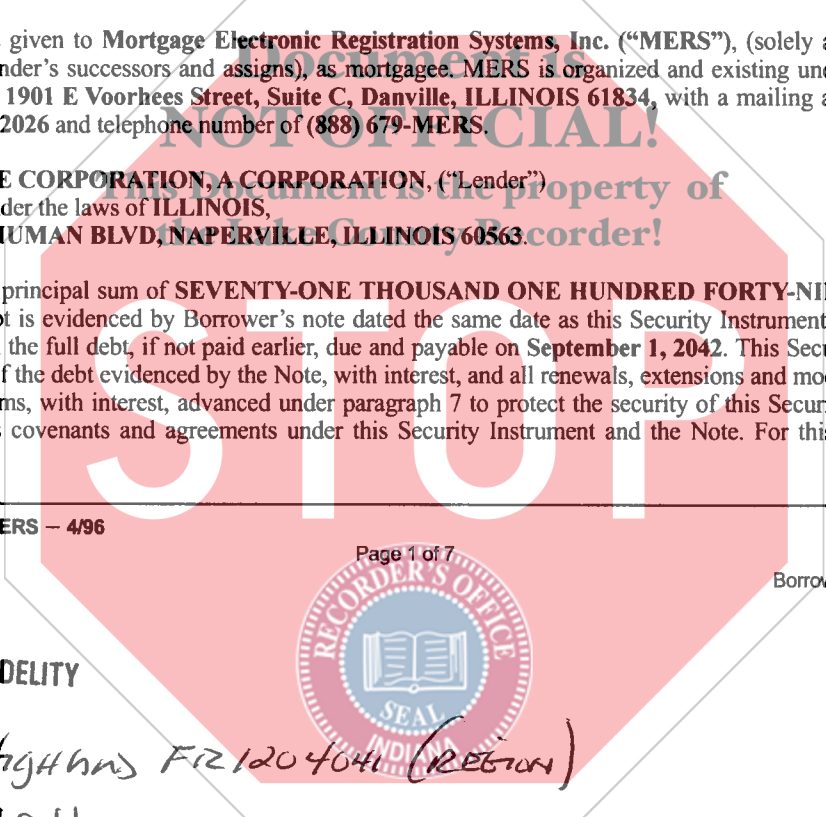 given to Mortgage Electronic Registration Systems, Inc. (“MERS”), (solely a
nder’s successors and assigns), as mortgagee. MERS is organized and existing un
1901 E Voorhees Street, Suite C, Danville, ILLINOIS 61834, with a mailing a
2026 and telephone number of (888) 679-MERS.
Document is
NOT OFFICIAL!
This Document is the property of
the Lake County Recorder!
E CORPORATION, A CORPORATION, (“Lender”)
der the laws of ILLINOIS,
HUMAN BLVD, NAPERVILLE, ILLINOIS 60563.
principal sum of SEVENTY-ONE THOUSAND ONE HUNDRED FORTY-NI
t is evidenced by Borrower’s note dated the same date as this Security Instrument
the full debt, if not paid earlier, due and payable on September 1, 2042. This Secu
f the debt evidenced by the Note, with interest, and all renewals, extensions and mo
ms, with interest, advanced under paragraph 7 to protect the security of this Securi
s covenants and agreements under this Security Instrument and the Note. For this
STOP
ERS – 4/96
Page 1 of 7
Borrow
RECORDER'S OFFICE
SEAL
INDIANA
DELITY
(REGION)